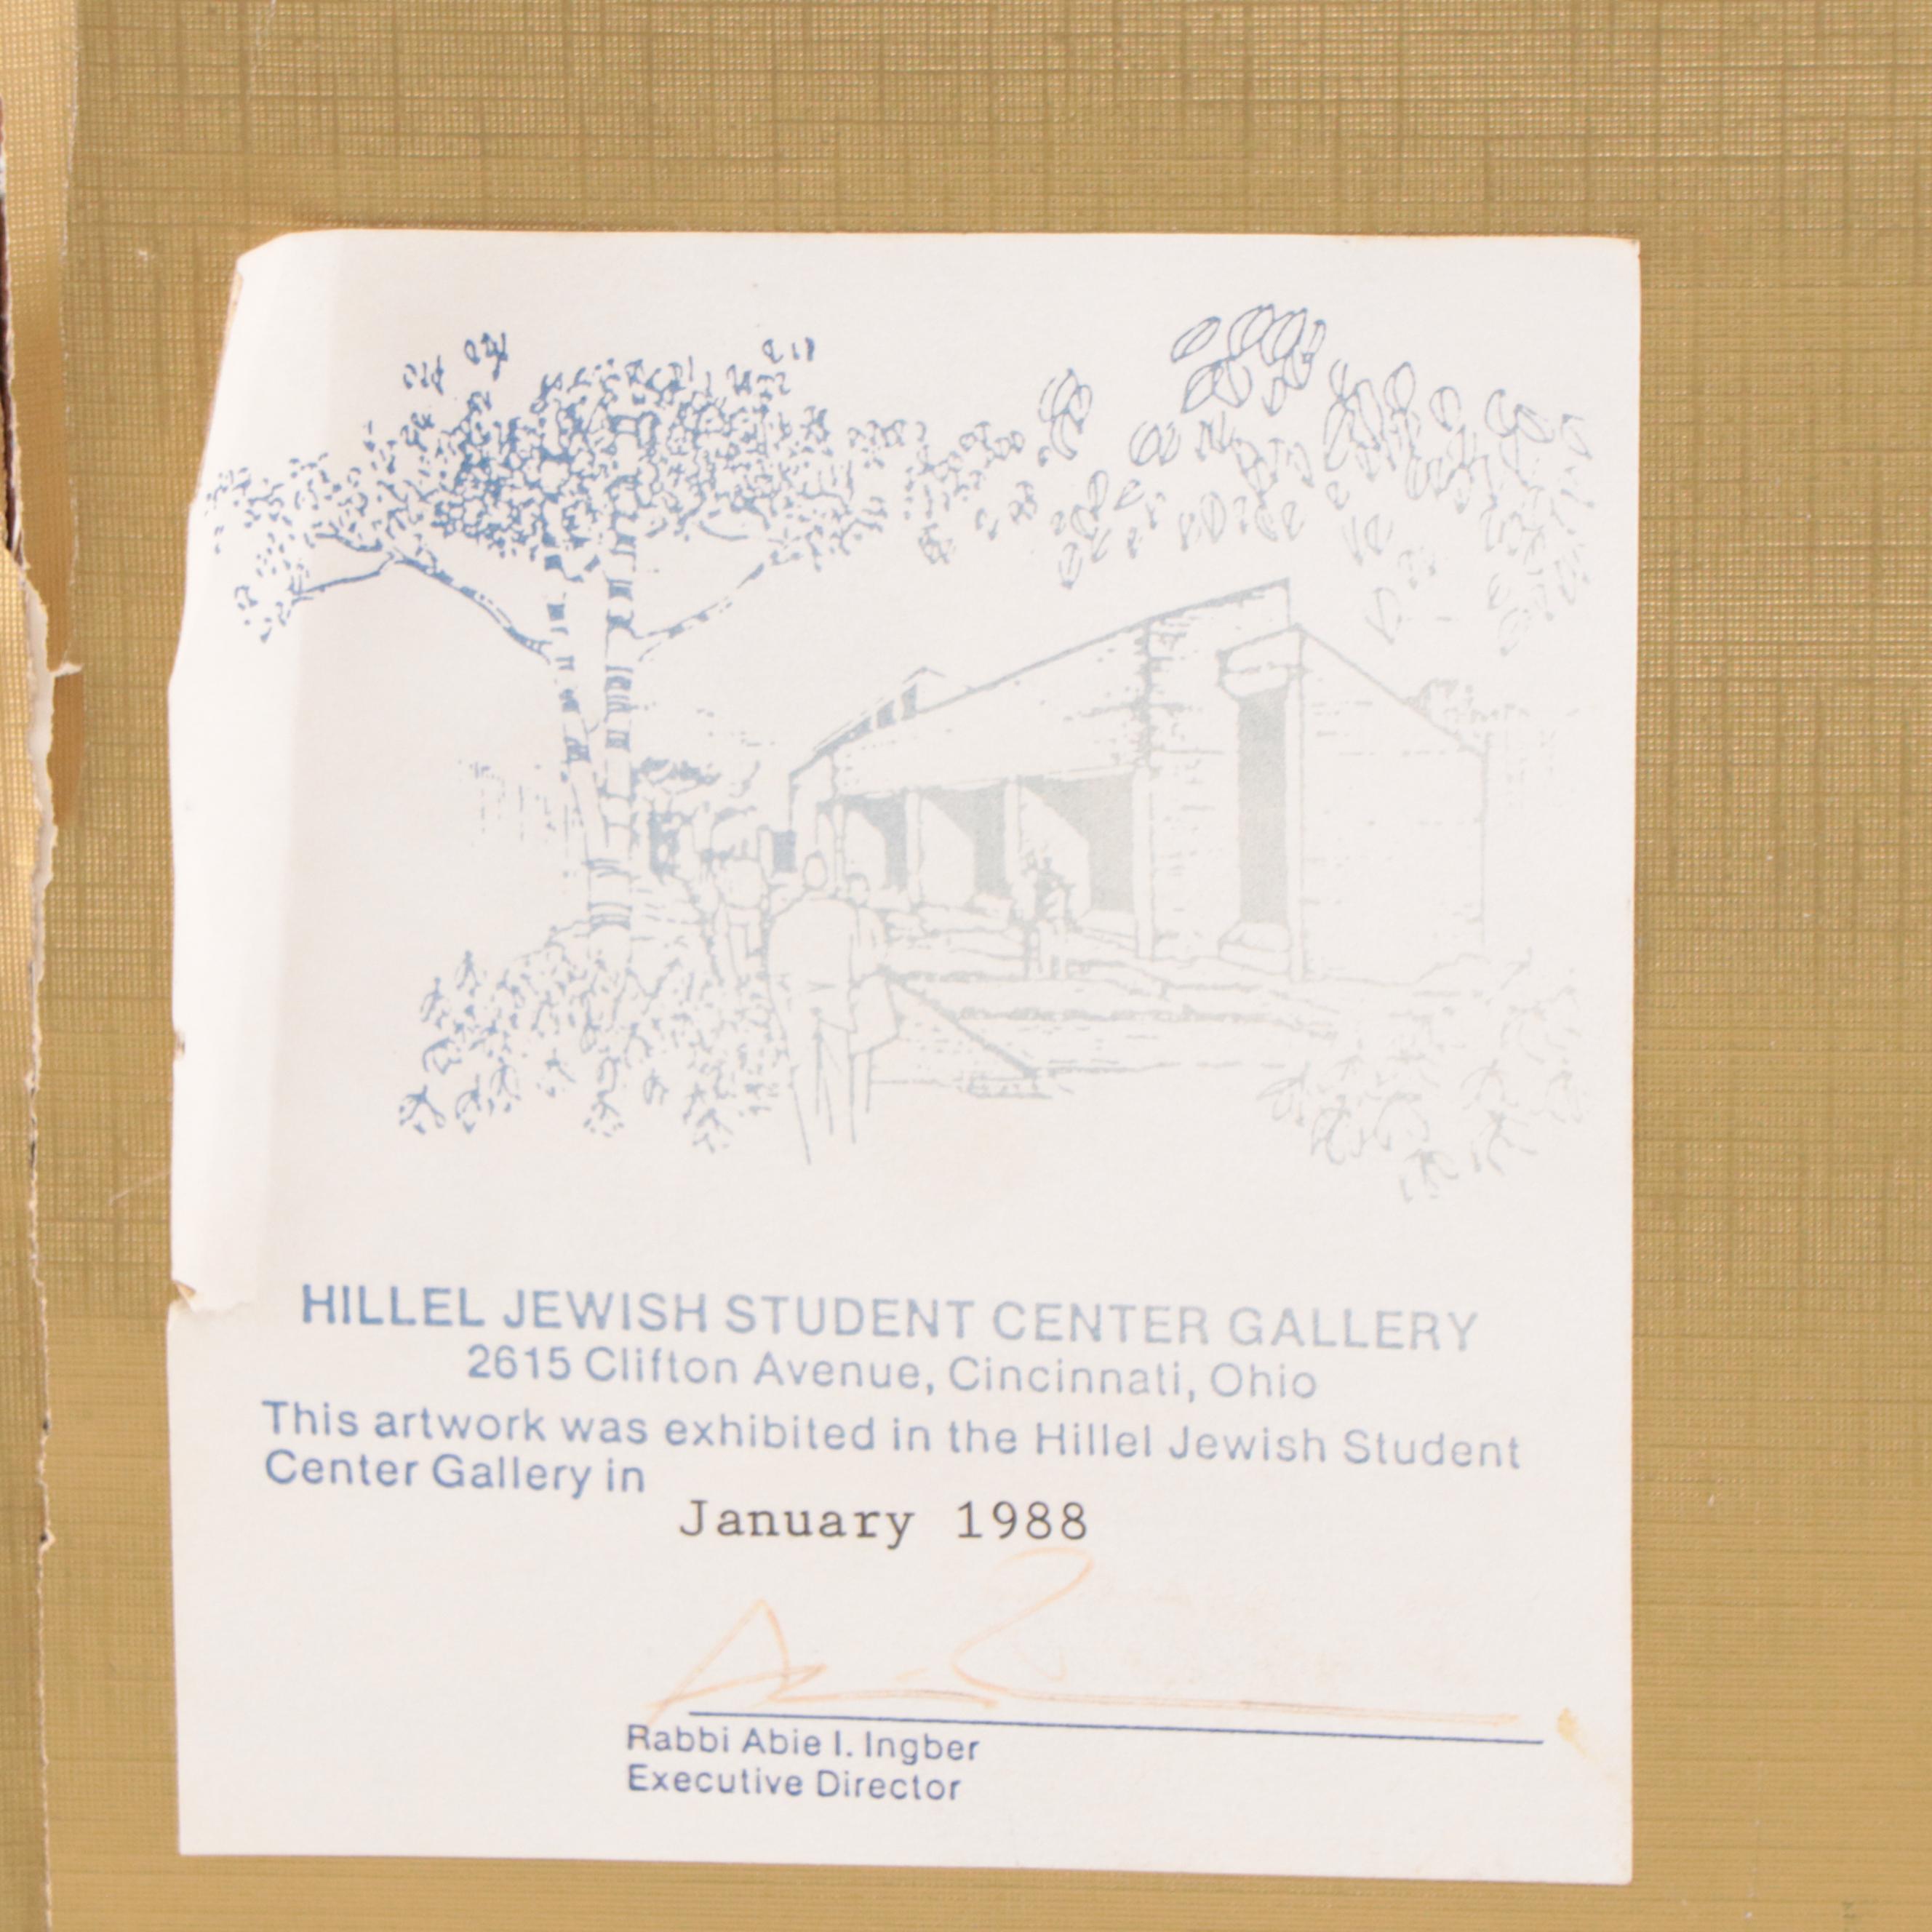 HILLEL JEWISH STUDENT CENTER GALLERY
2615 Clifton Avenue, Cincinnati, Ohio
This artwork was exhibited in the Hillel Jewish Student
Center Gallery in
January 1988
Rabbi Abie I. Ingber
Executive Director